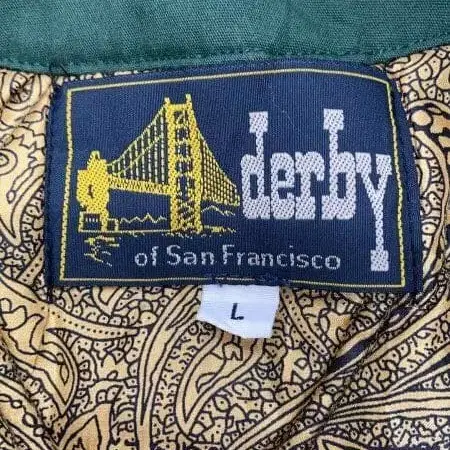 derby
of San Francisco
L